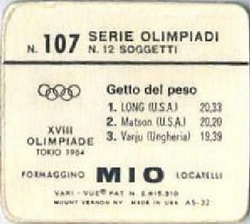 N. 107 SERIE OLIMPIADI
N. 12 SOGGETTI
Getto del peso
1. LONG (U.S.A.) 20,33
2. Matson (U.S.A.) 20,20
3. Varju (Ungheria) 19,39
XVIII
OLIMPIADE
TOKIO 1964
FORMAGGINO MIO LOCATELLI
VARI-VUE® PAT N. 2.815.310
MOUNT VERNON NY MADE IN U.S.A. AS-32